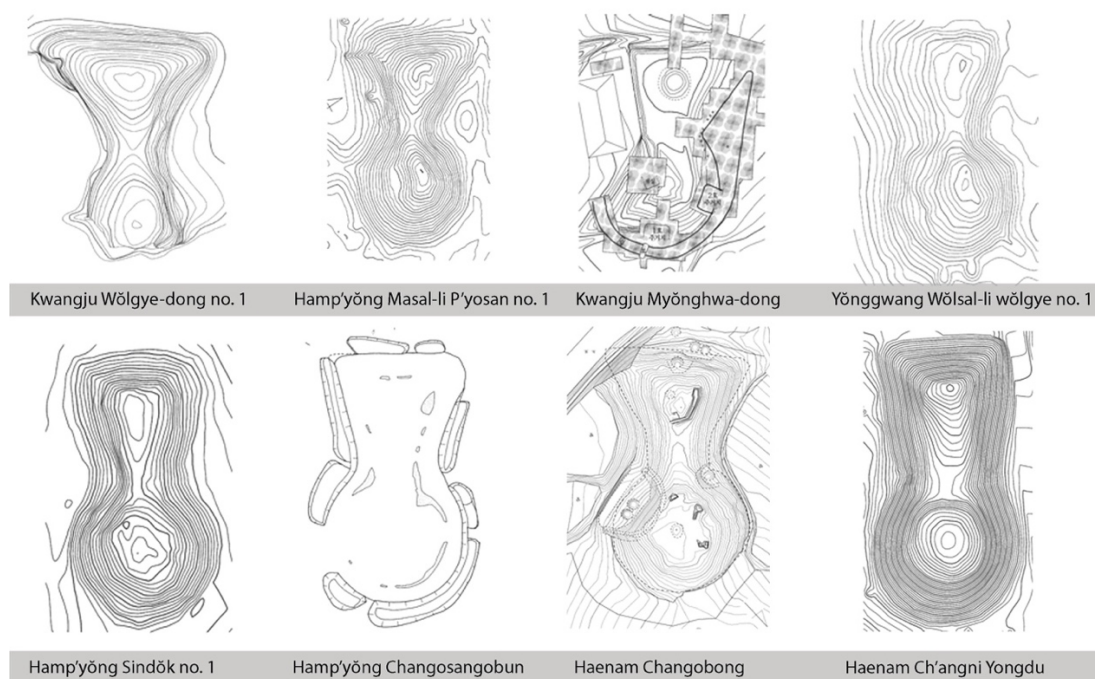 Kwangju Wŏlgye-dong no. 1
Hamp'yŏng Masal-li P'yosan no. 1
Kwangju Myŏnghwa-dong
Yŏnggwang Wŏlsal-li wŏlgye no. 1
Hamp'yŏng Sindŏk no. 1
Hamp'yŏng Changosangobun
Haenam Changobong
Haenam Ch'angni Yongdu